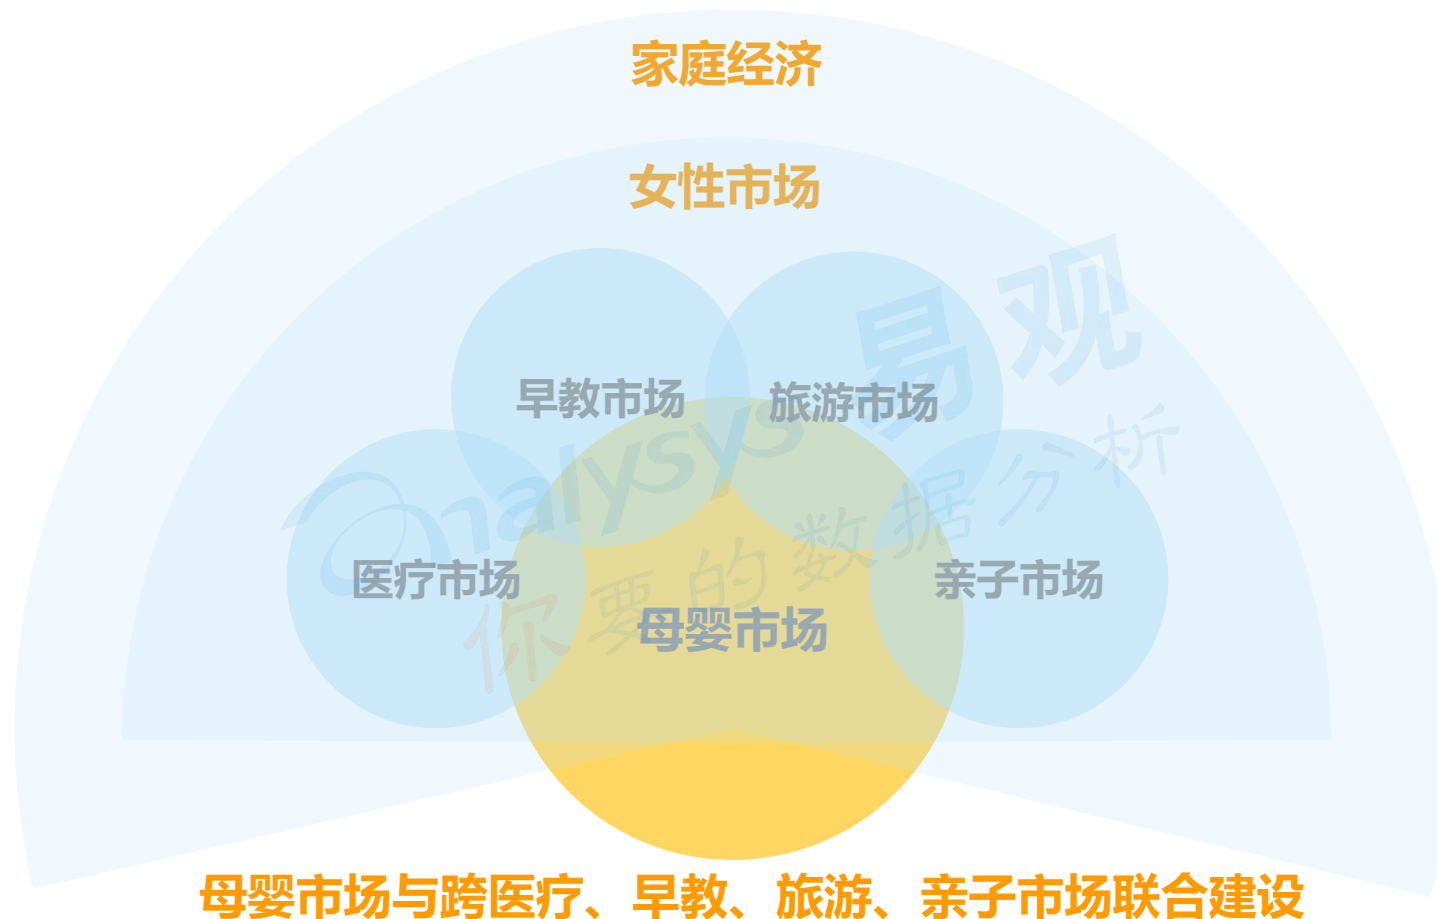 家庭经济
女性市场
早教市场
旅游市场
医疗市场
亲子市场
母婴市场
analysys 易观
你要的数据分析
母婴市场与跨医疗、早教、旅游、亲子市场联合建设